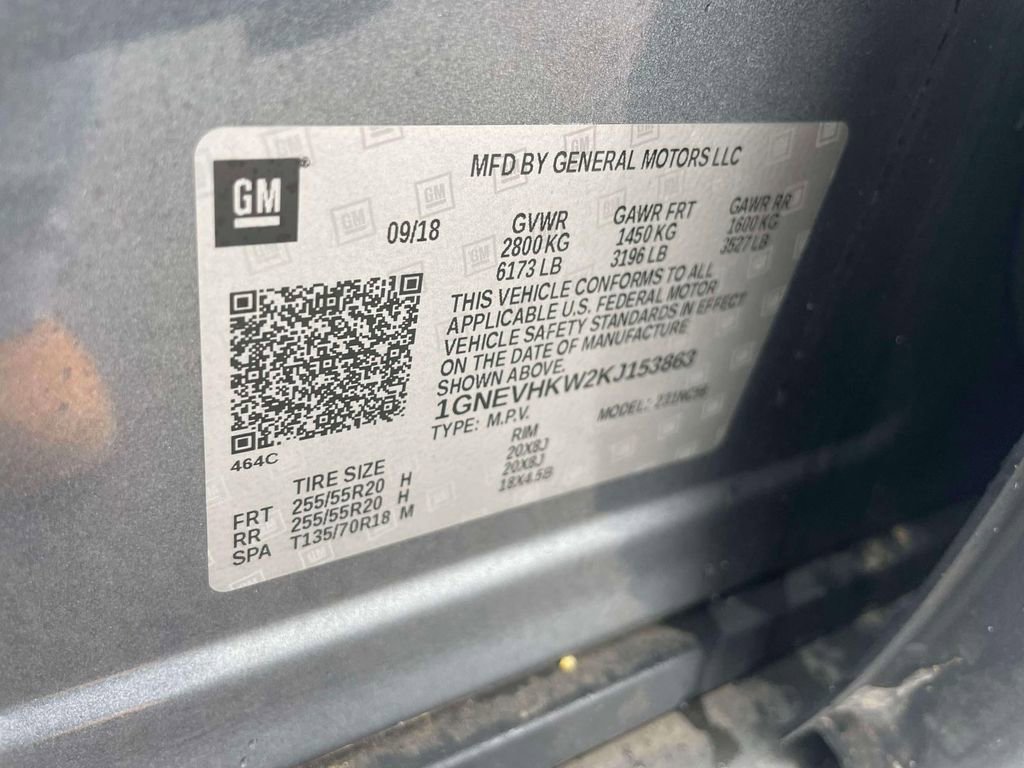 GM
MFD BY GENERAL MOTORS LLC
09/18
GVWR GAWR FRT GAWR RR
2800 KG 1450 KG 1600 KG
6173 LB 3196 LB 3527 LB
THIS VEHICLE CONFORMS TO ALL
APPLICABLE U.S. FEDERAL MOTOR
VEHICLE SAFETY STANDARDS IN EFFECT
ON THE DATE OF MANUFACTURE
SHOWN ABOVE.
1GNEVHKW2KJ153863
TYPE: M.P.V. MODEL:
464C
TIRE SIZE RIM
FRT 255/55R20 H 20X8J
RR 255/55R20 H 20X8J
SPA T135/70R18 M 18X4.5B